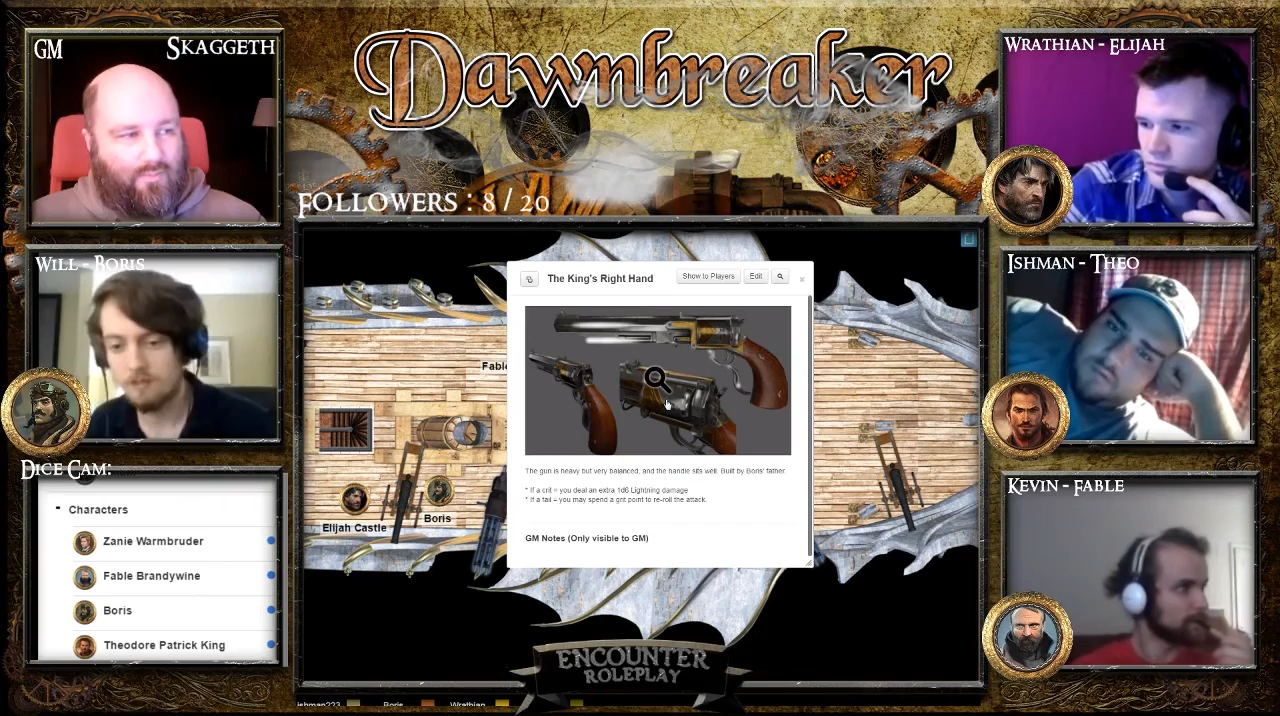 GM
SKAGGETH
Dawnbreaker
WRATHIAN - ELIJAH
FOLLOWERS : 8 / 20
WILL - BORIS
ISHMAN - THEO
The King's Right Hand
Show to Players
Edit
Fable
The gun is heavy but very balanced, and the handle sits well. Built by Boris' father.
* If a crit = you deal an extra 1d6 Lightning damage
* If a fail = you may spend a grit point to re-roll the attack.
GM Notes (Only visible to GM)
Elijah Castle
Boris
DICE CAM:
Characters
Zanie Warmbruder
Fable Brandywine
Boris
Theodore Patrick King
KEVIN - FABLE
ENCOUNTER
ROLEPLAY
ishman223
Boris
Wrathian